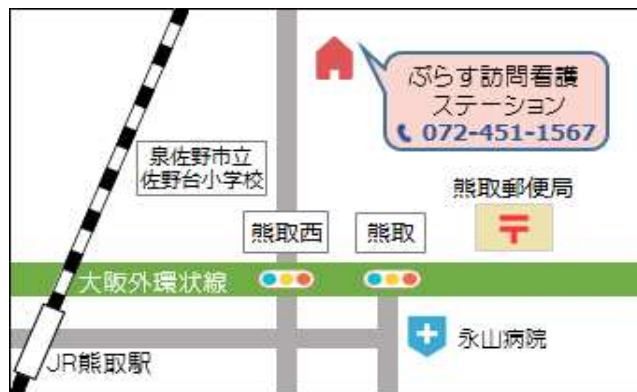 ぷらす訪問看護
ステーション
072-451-1567
泉佐野市立
佐野台小学校
熊取郵便局
熊取西
熊取
大阪外環状線
永山病院
JR熊取駅